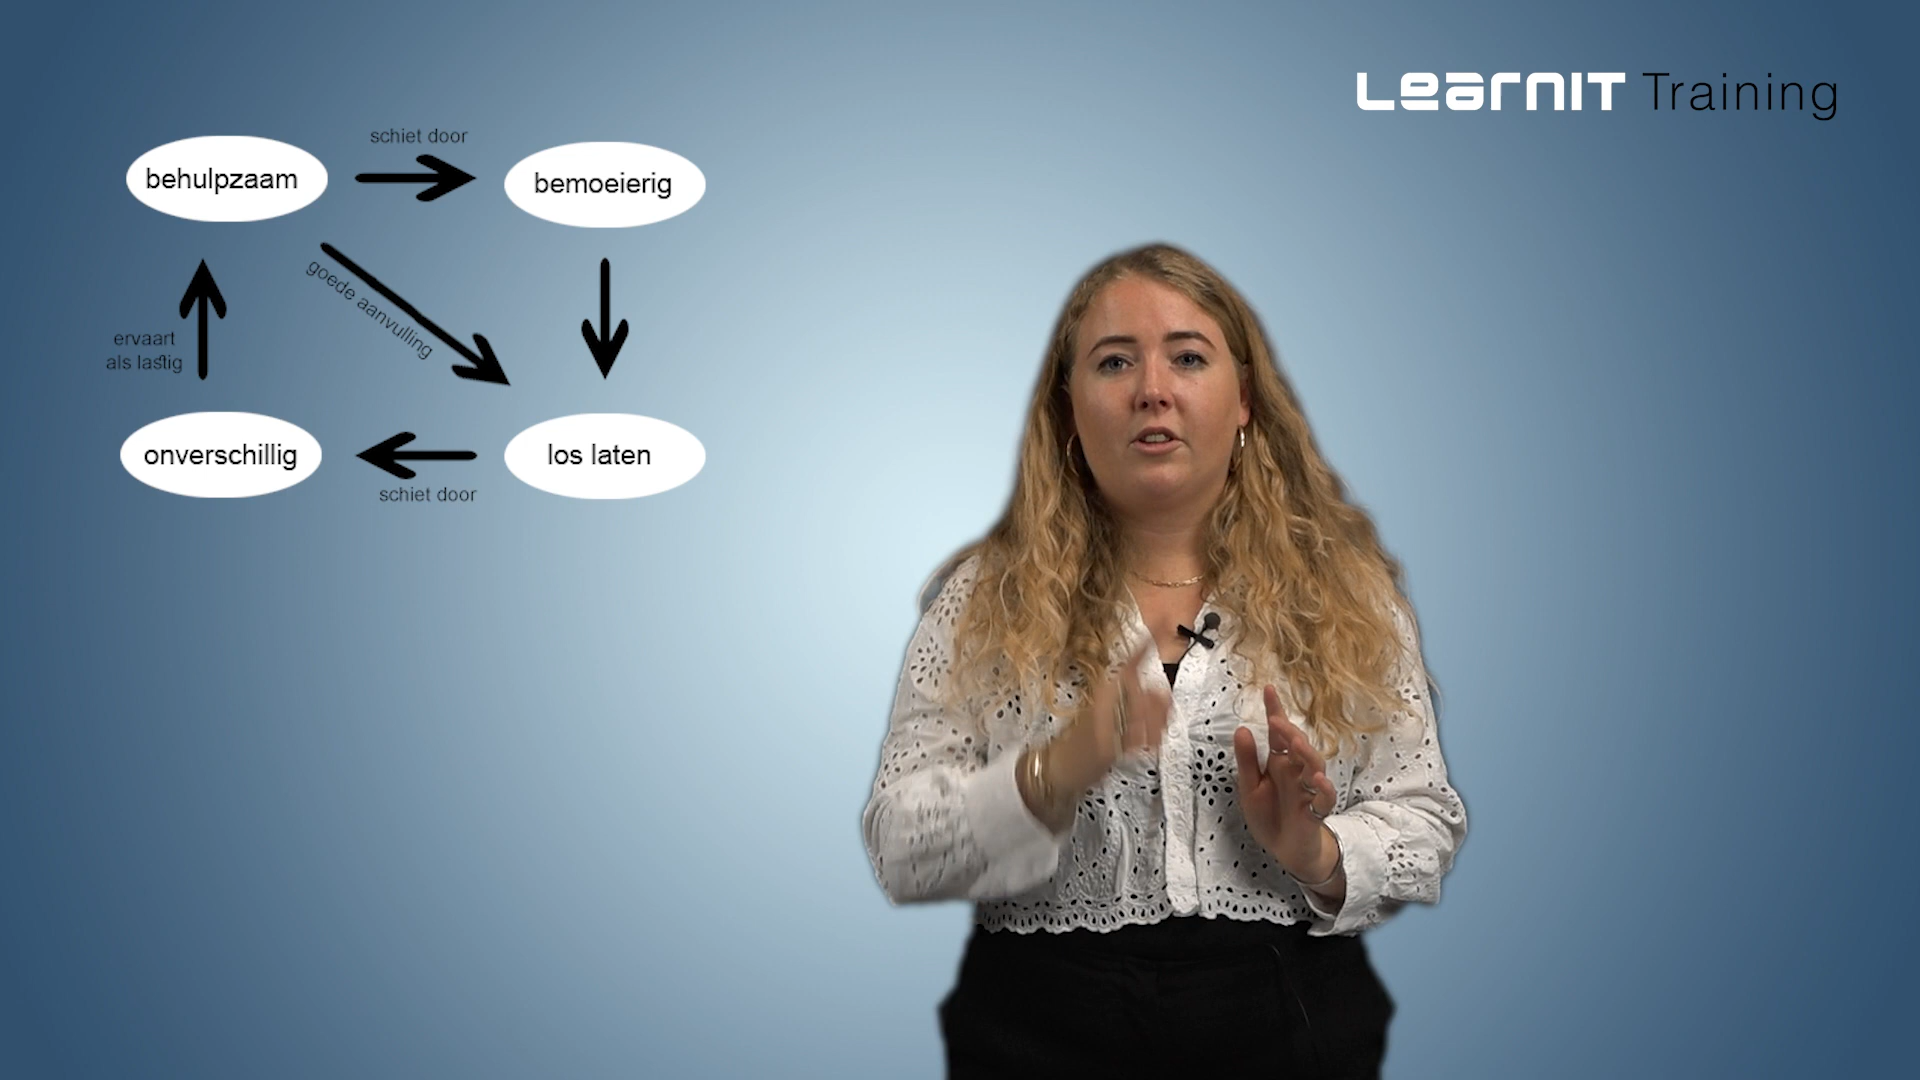 Learnit Training
schiet door
behulpzaam
bemoeierig
goede aanvulling
ervaart
als lastig
onverschillig
los laten
schiet door